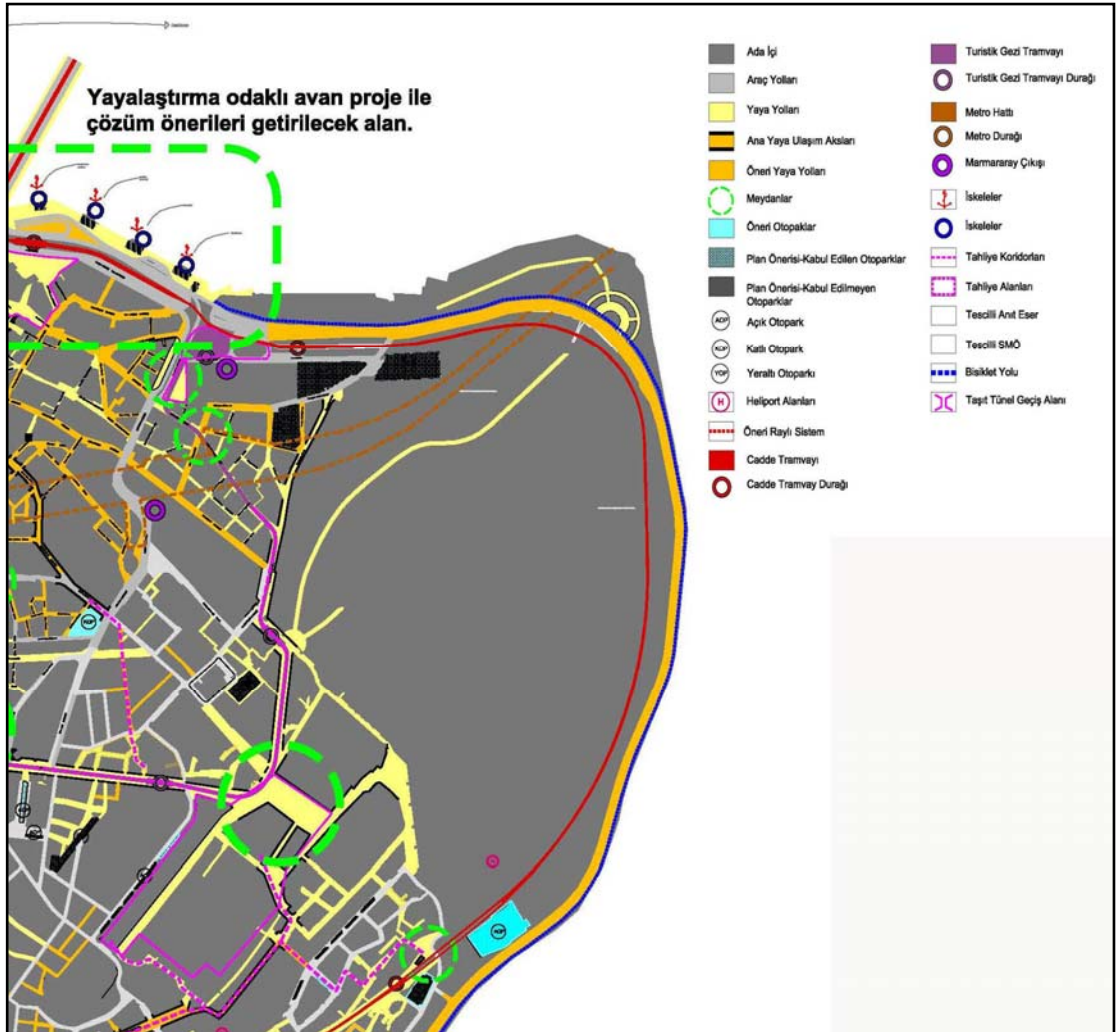 Yayalaştırma odaklı avan proje ile
çözüm önerileri getirilecek alan.
Ada İçi
Araç Yolları
Yaya Yolları
Ana Yaya Ulaşım Aksları
Öneri Yaya Yolları
Meydanlar
Öneri Otopaklar
Plan Önerisi-Kabul Edilen Otoparklar
Plan Önerisi-Kabul Edilmeyen
Otoparklar
AOP Açık Otopark
KOP Katlı Otopark
YOP Yeraltı Otoparkı
H Heliport Alanları
Öneri Raylı Sistem
Cadde Tramvayı
Cadde Tramvay Durağı
Turistik Gezi Tramvayı
Turistik Gezi Tramvayı Durağı
Metro Hattı
Metro Durağı
Marmararay Çıkışı
İskeleler
İskeleler
Tahliye Koridorları
Tahliye Alanları
Tescilli Anıt Eser
Tescilli SMÖ
Bisiklet Yolu
Taşıt Tünel Geçiş Alanı